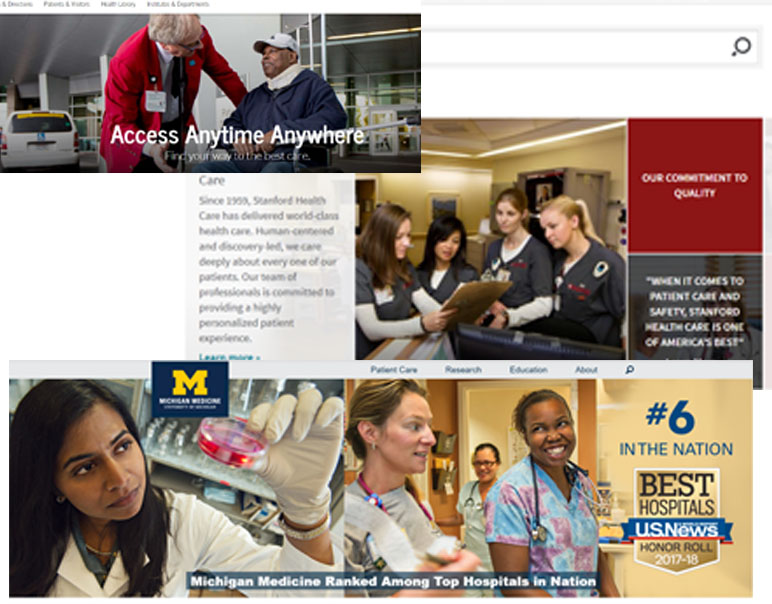 & Directions Patients & Visitors Health Library Institutes & Departments
Access Anytime Anywhere
Find your way to the best care.
Care
Since 1959, Stanford Health
Care has delivered world-class
health care. Human-centered
and discovery-led, we care
deeply about every one of our
patients. Our team of
professionals is committed to
providing a highly
personalized patient
experience.
Learn more »
OUR COMMITMENT TO
QUALITY
"WHEN IT COMES TO
PATIENT CARE AND
SAFETY, STANFORD
HEALTH CARE IS ONE
OF AMERICA'S BEST"
Patient Care Research Education About
M
MICHIGAN MEDICINE
UNIVERSITY OF MICHIGAN
#6
IN THE NATION
BEST
HOSPITALS
U.S.News
HONOR ROLL
2017-18
Michigan Medicine Ranked Among Top Hospitals in Nation